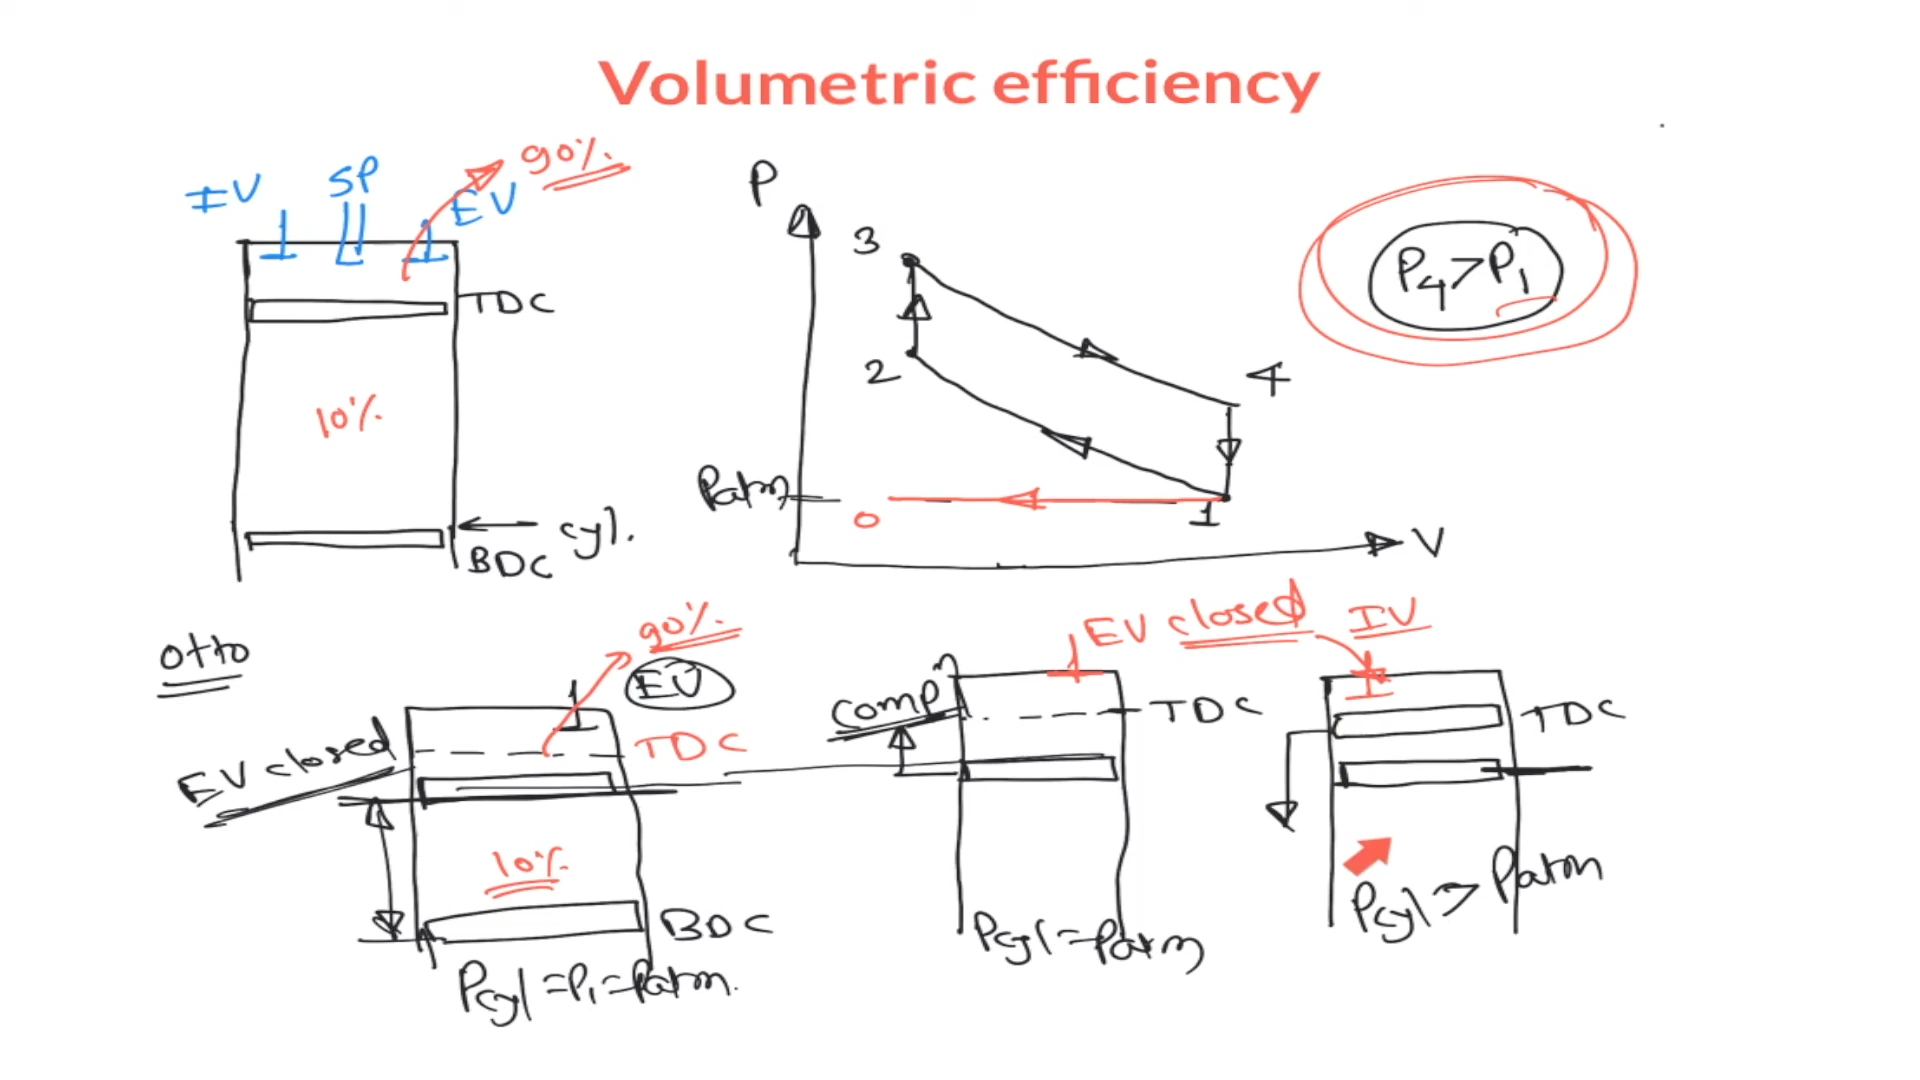 Volumetric efficiency
IV
SP
EV
90%
TDC
10%
cyl.
BDC
P
3
2
4
Patm
0
1
V
P4>P1
otto
90%
EV
EV closed
TDC
10%
BDC
Pcyl=P1=Patm.
EV closed
compn
TDC
Pcyl=Patm
IV
TDC
Pcyl>Patm